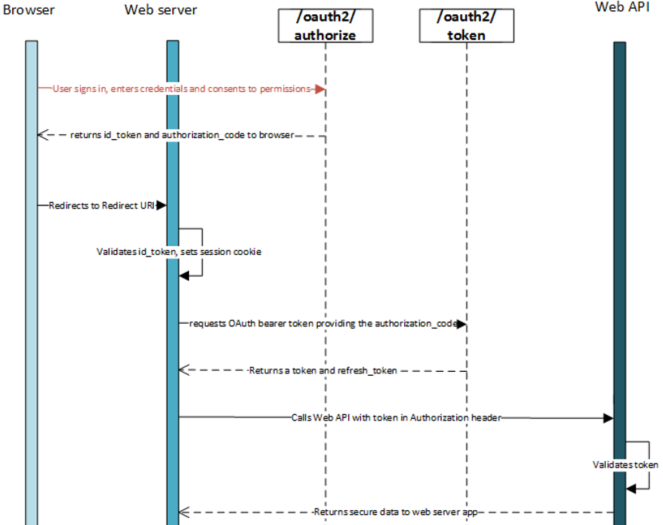 Browser
Web server
/oauth2/
authorize
/oauth2/
token
Web API
User signs in, enters credentials and consents to permissions
returns id_token and authorization_code to browser
Redirects to Redirect URI
Validates id_token, sets session cookie
requests OAuth bearer token providing the authorization_code
Returns a token and refresh_token
Calls Web API with token in Authorization header
Validates token
Returns secure data to web server app